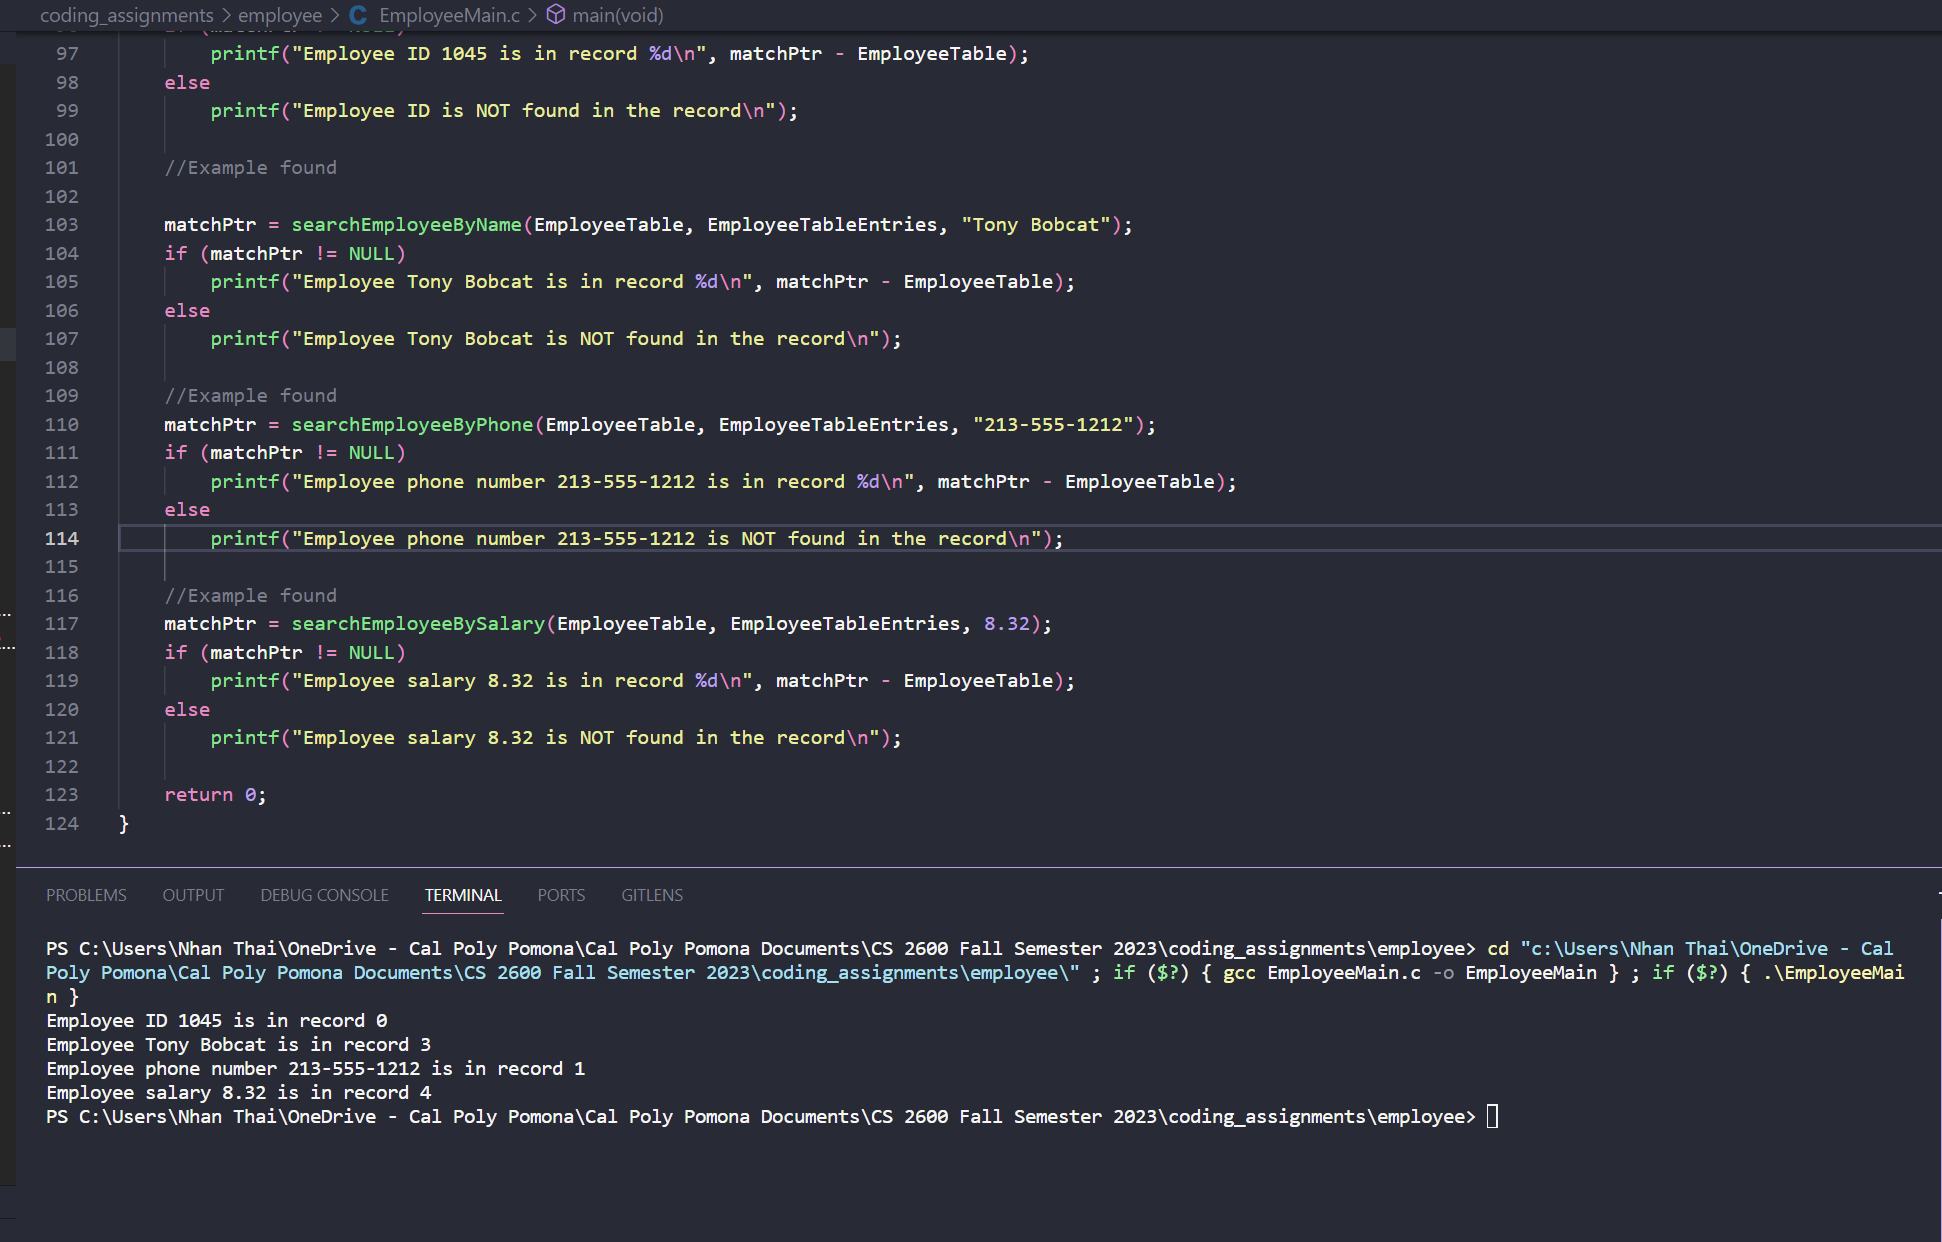 coding_assignments > employee > C EmployeeMain.c > main(void)
97 printf("Employee ID 1045 is in record %d\n", matchPtr - EmployeeTable);
98 else
99 printf("Employee ID is NOT found in the record\n");
100
101 //Example found
102
103 matchPtr = searchEmployeeByName(EmployeeTable, EmployeeTableEntries, "Tony Bobcat");
104 if (matchPtr != NULL)
105 printf("Employee Tony Bobcat is in record %d\n", matchPtr - EmployeeTable);
106 else
107 printf("Employee Tony Bobcat is NOT found in the record\n");
108
109 //Example found
110 matchPtr = searchEmployeeByPhone(EmployeeTable, EmployeeTableEntries, "213-555-1212");
111 if (matchPtr != NULL)
112 printf("Employee phone number 213-555-1212 is in record %d\n", matchPtr - EmployeeTable);
113 else
114 printf("Employee phone number 213-555-1212 is NOT found in the record\n");
115
116 //Example found
117 matchPtr = searchEmployeeBySalary(EmployeeTable, EmployeeTableEntries, 8.32);
118 if (matchPtr != NULL)
119 printf("Employee salary 8.32 is in record %d\n", matchPtr - EmployeeTable);
120 else
121 printf("Employee salary 8.32 is NOT found in the record\n");
122
123 return 0;
124 }
PROBLEMS OUTPUT DEBUG CONSOLE TERMINAL PORTS GITLENS
PS C:\Users\Nhan Thai\OneDrive - Cal Poly Pomona\Cal Poly Pomona Documents\CS 2600 Fall Semester 2023\coding_assignments\employee> cd "c:\Users\Nhan Thai\OneDrive - Cal
Poly Pomona\Cal Poly Pomona Documents\CS 2600 Fall Semester 2023\coding_assignments\employee\" ; if ($?) { gcc EmployeeMain.c -o EmployeeMain } ; if ($?) { .\EmployeeMai
n }
Employee ID 1045 is in record 0
Employee Tony Bobcat is in record 3
Employee phone number 213-555-1212 is in record 1
Employee salary 8.32 is in record 4
PS C:\Users\Nhan Thai\OneDrive - Cal Poly Pomona\Cal Poly Pomona Documents\CS 2600 Fall Semester 2023\coding_assignments\employee>